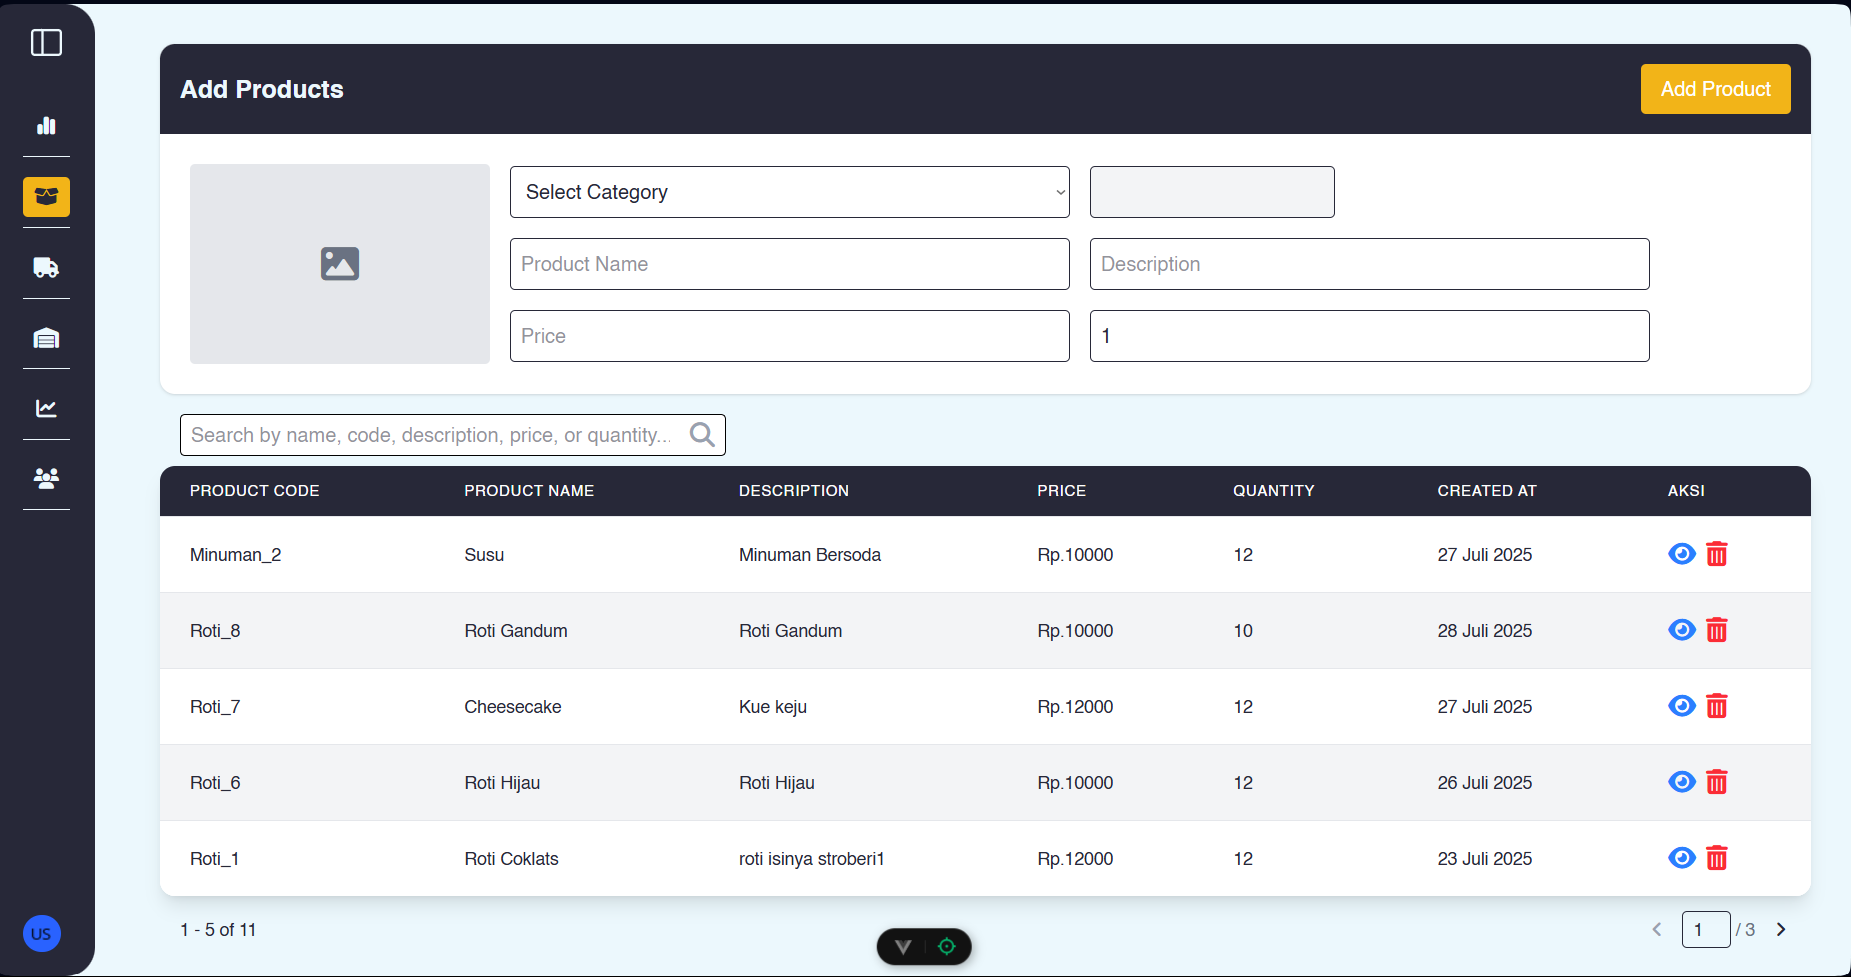 Add Products
Add Product
Select Category
Product Name
Description
Price
1
Search by name, code, description, price, or quantity...
PRODUCT CODE PRODUCT NAME DESCRIPTION PRICE QUANTITY CREATED AT AKSI
Minuman_2 Susu Minuman Bersoda Rp.10000 12 27 Juli 2025
Roti_8 Roti Gandum Roti Gandum Rp.10000 10 28 Juli 2025
Roti_7 Cheesecake Kue keju Rp.12000 12 27 Juli 2025
Roti_6 Roti Hijau Roti Hijau Rp.10000 12 26 Juli 2025
Roti_1 Roti Coklats roti isinya stroberi1 Rp.12000 12 23 Juli 2025
US
1 - 5 of 11
1 / 3